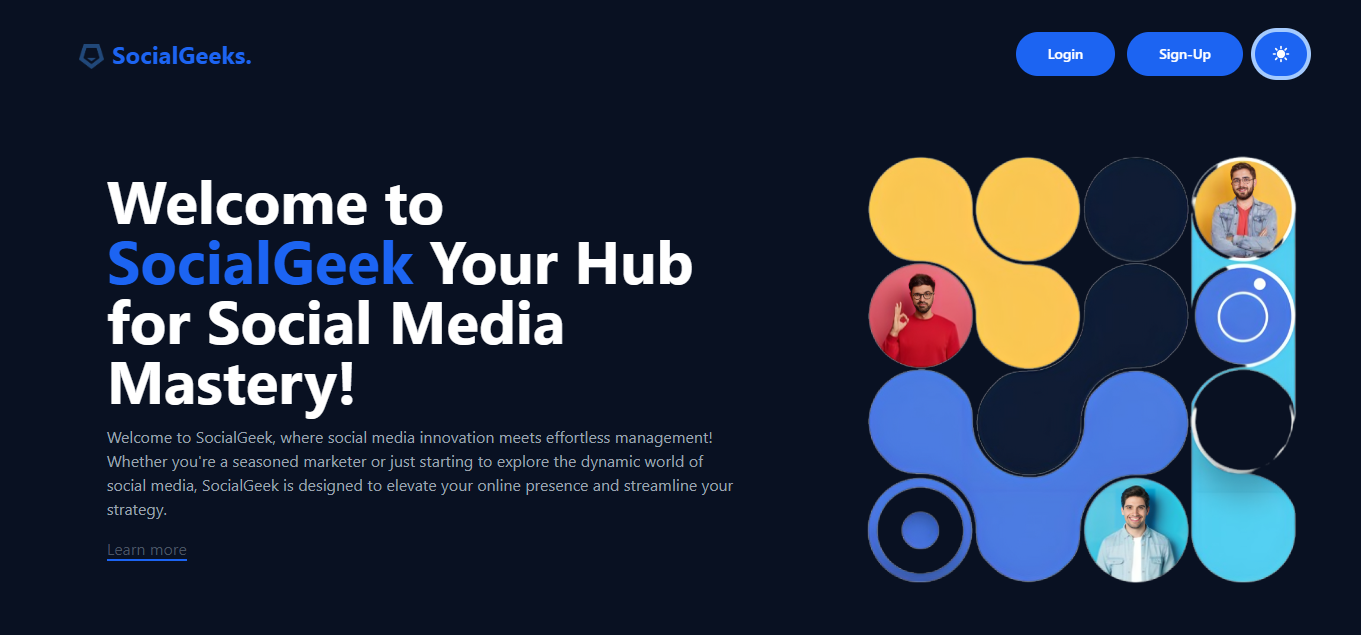 SocialGeeks.
Login
Sign-Up
Welcome to
SocialGeek Your Hub
for Social Media
Mastery!
Welcome to SocialGeek, where social media innovation meets effortless management!
Whether you're a seasoned marketer or just starting to explore the dynamic world of
social media, SocialGeek is designed to elevate your online presence and streamline your
strategy.
Learn more